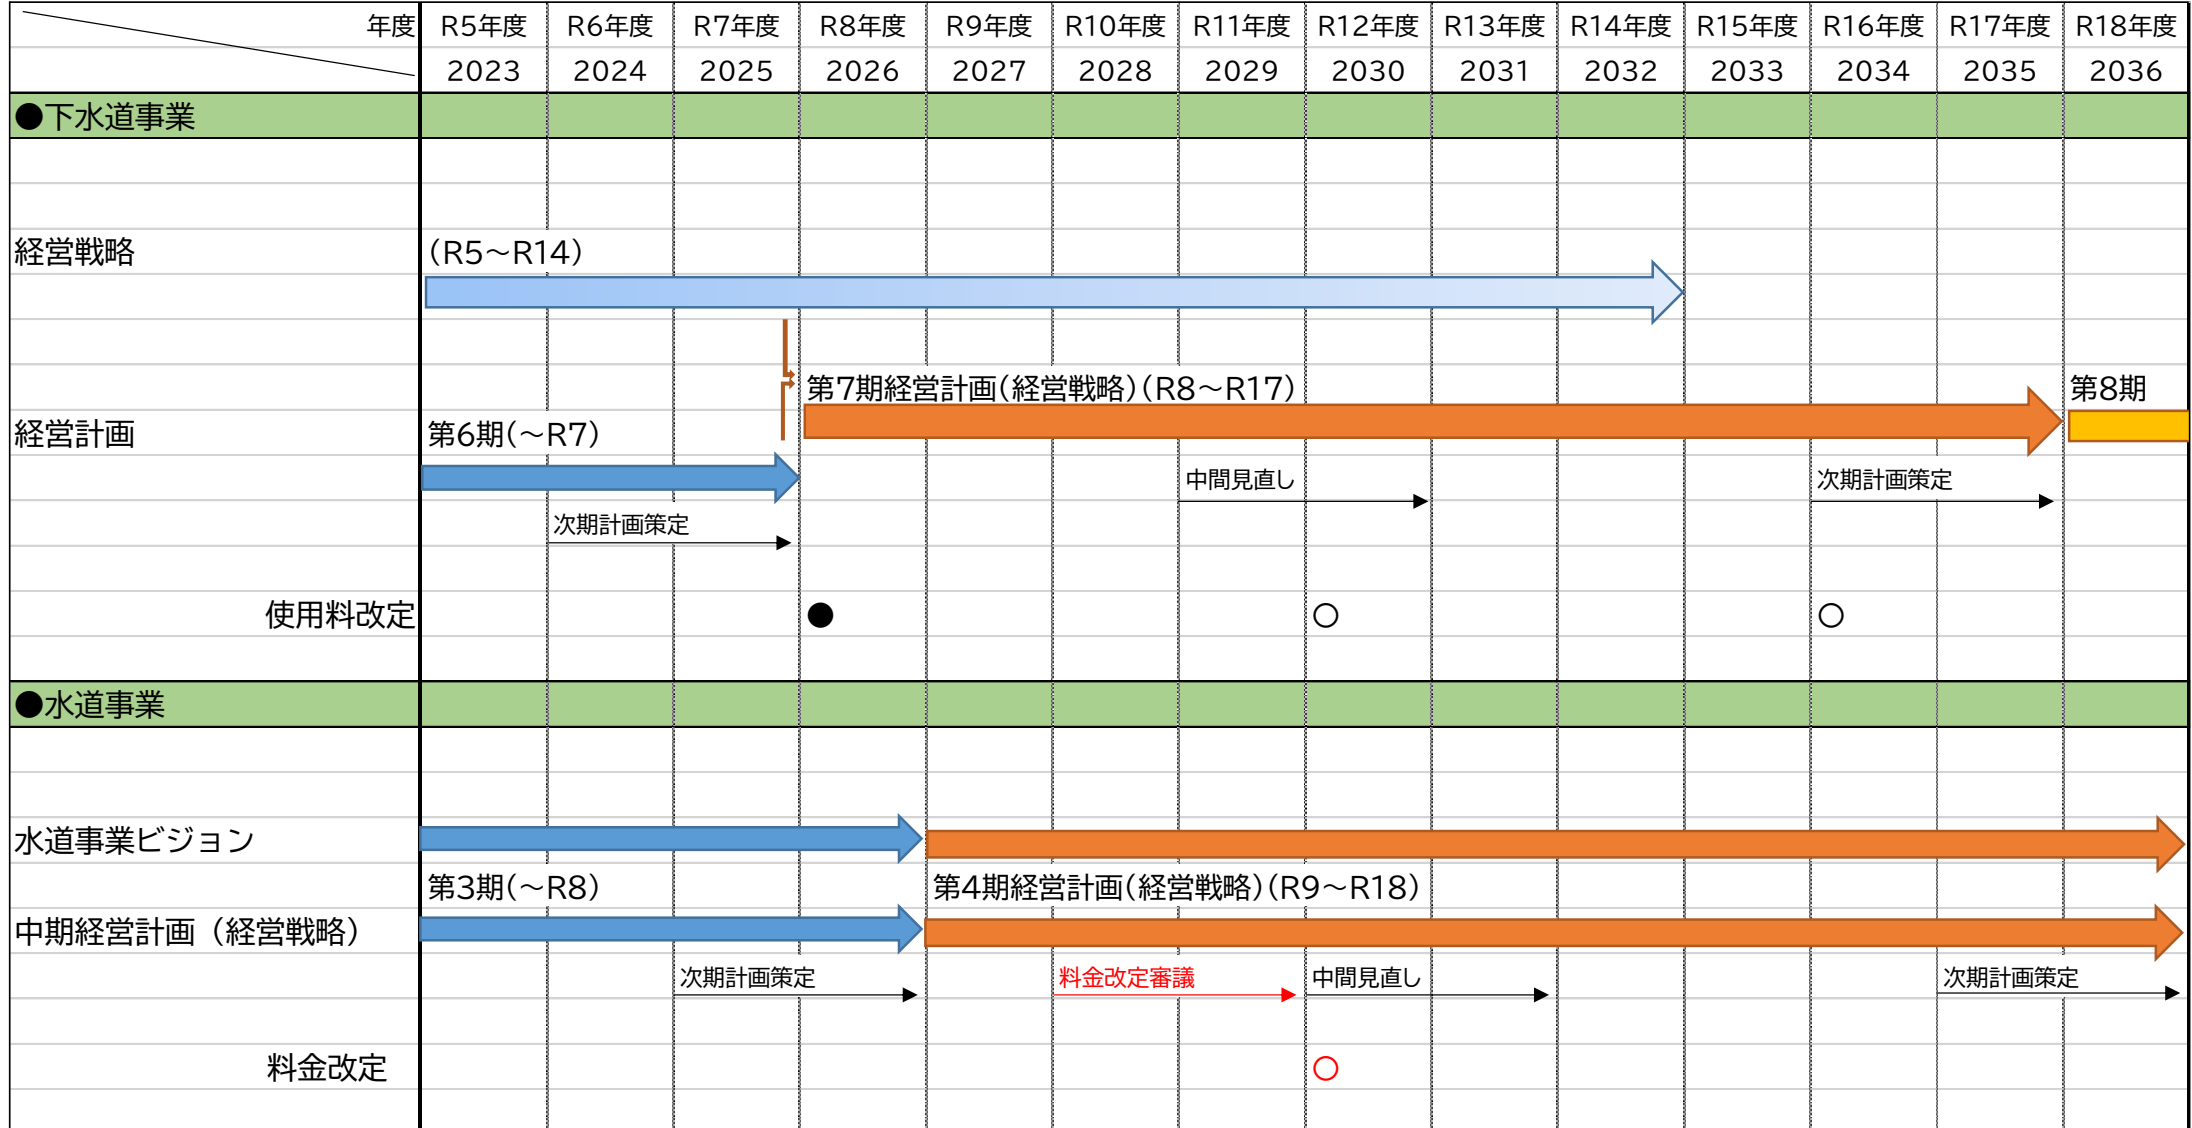 年度 R5年度 R6年度 R7年度 R8年度 R9年度 R10年度 R11年度 R12年度 R13年度 R14年度 R15年度 R16年度 R17年度 R18年度
2023 2024 2025 2026 2027 2028 2029 2030 2031 2032 2033 2034 2035 2036
●下水道事業
経営戦略 (R5～R14)
第7期経営計画(経営戦略)(R8～R17) 第8期
経営計画 第6期(～R7)
中間見直し 次期計画策定
次期計画策定
使用料改定 ● ○ ○
●水道事業
水道事業ビジョン
第3期(～R8) 第4期経営計画(経営戦略)(R9～R18)
中期経営計画（経営戦略）
次期計画策定 料金改定審議 中間見直し 次期計画策定
料金改定 ○